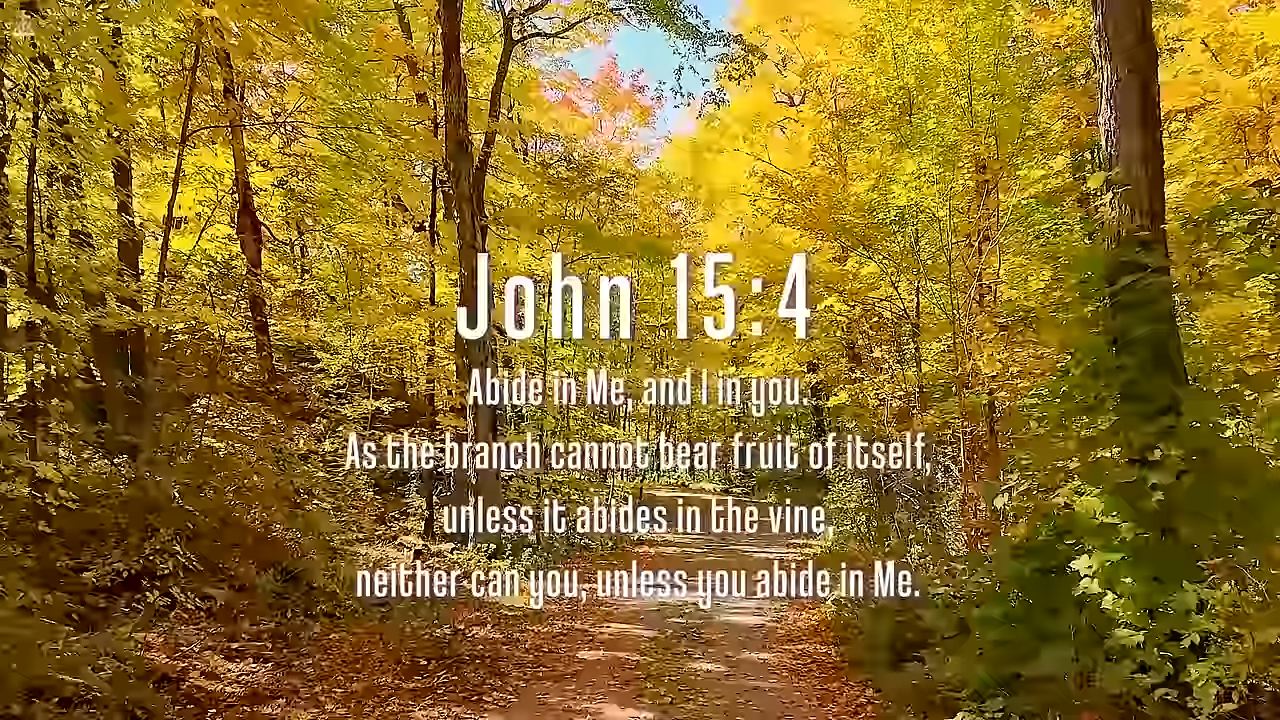 John 15:4
Abide in Me, and I in you.
As the branch cannot bear fruit of itself,
unless it abides in the vine,
neither can you, unless you abide in Me.